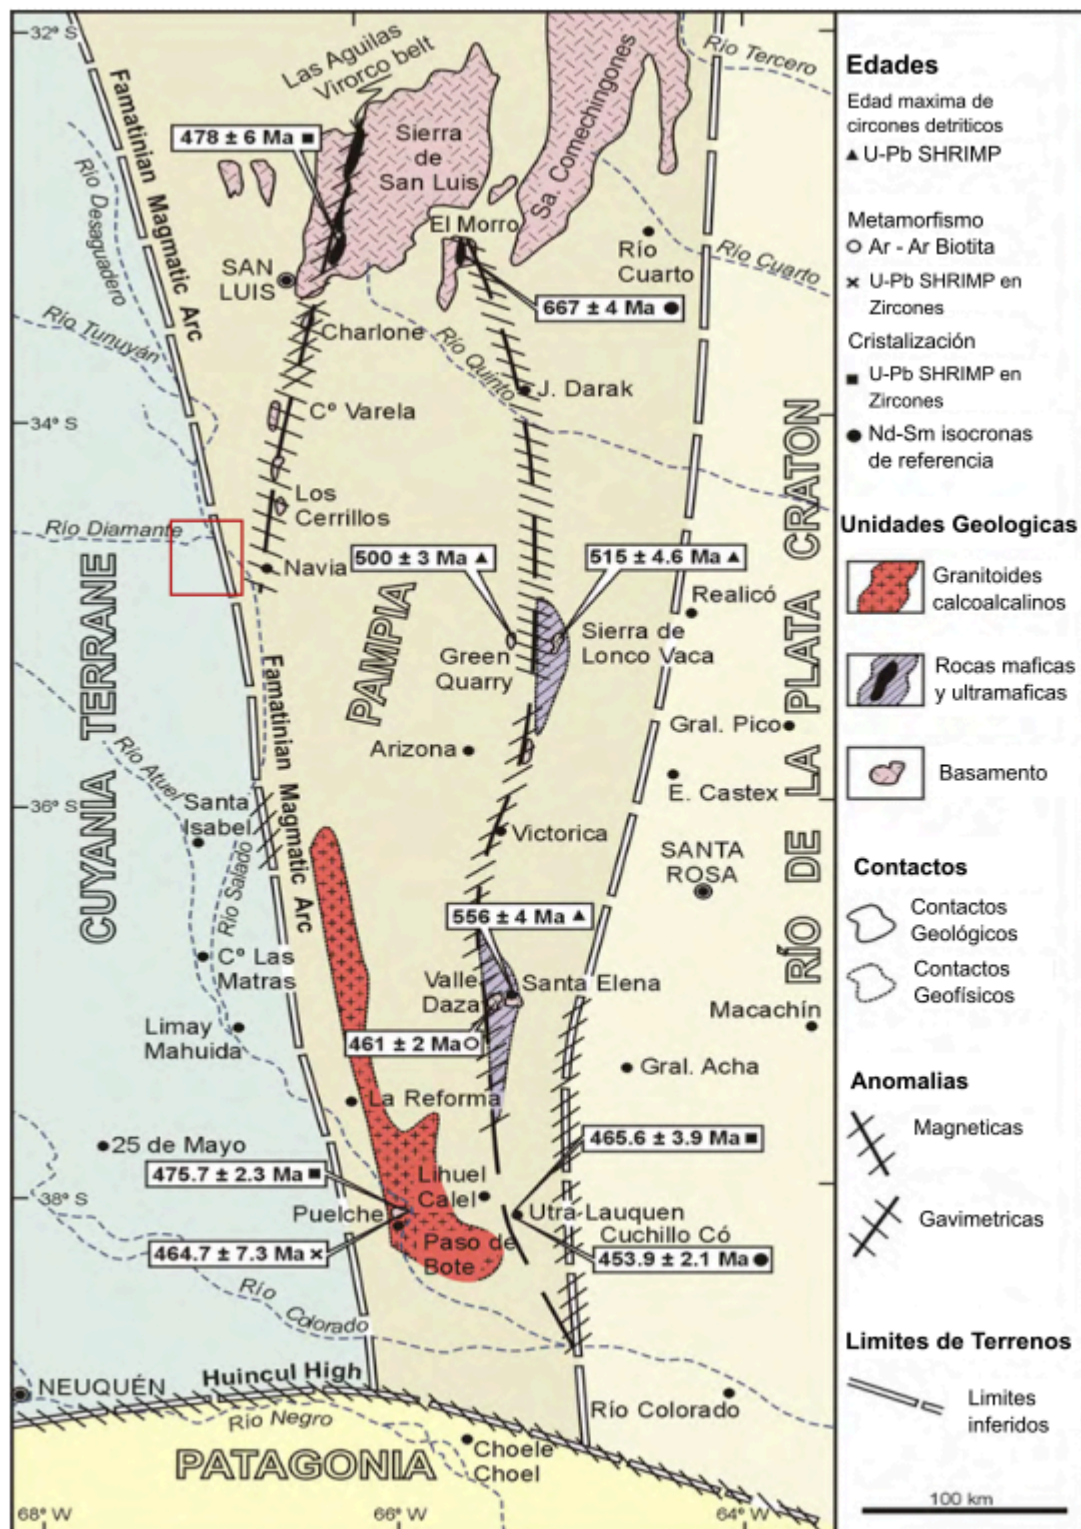 32° S
Las Aguilas
Virorco belt
Río Tercero
Famatinian Magmatic Arc
478 ± 6 Ma
Sierra
de
San Luis
Sa. Comechingones
Río Desaguadero
El Morro
Río
Cuarto
Río Cuarto
SAN
LUIS
667 ± 4 Ma
Charlone
Río Tunuyán
Río Quinto
J. Darak
34° S
Cº Varela
Los
Cerrillos
Río Diamante
Navia
500 ± 3 Ma
515 ± 4.6 Ma
Realicó
CUYANIA TERRANE
PAMPIA
RÍO DE LA PLATA CRATON
Green
Quarry
Sierra de
Lonco Vaca
Famatinian Magmatic Arc
Gral. Pico
Arizona
Río Atuel
E. Castex
36° S
Santa
Isabel
Victorica
SANTA
ROSA
Río Salado
556 ± 4 Ma
Cº Las
Matras
Valle
Daza
Santa Elena
Macachín
Limay
Mahuida
461 ± 2 Ma
Gral. Acha
La Reforma
25 de Mayo
465.6 ± 3.9 Ma
475.7 ± 2.3 Ma
Lihuel
Calel
38° S
Puelche
Utra Lauquen
Cuchillo Có
Paso de
Bote
464.7 ± 7.3 Ma
453.9 ± 2.1 Ma
Río Colorado
Huincul High
NEUQUÉN
Río Colorado
Río Negro
PATAGONIA
Choele
Choel
68° W
66° W
64° W
Edades
Edad maxima de
circones detriticos
U-Pb SHRIMP
Metamorfismo
Ar - Ar Biotita
U-Pb SHRIMP en
Zircones
Cristalización
U-Pb SHRIMP en
Zircones
Nd-Sm isocronas
de referencia
Unidades Geologicas
Granitoides
calcoalcalinos
Rocas maficas
y ultramaficas
Basamento
Contactos
Contactos
Geológicos
Contactos
Geofísicos
Anomalias
Magneticas
Gavimetricas
Limites de Terrenos
Limites
inferidos
100 km